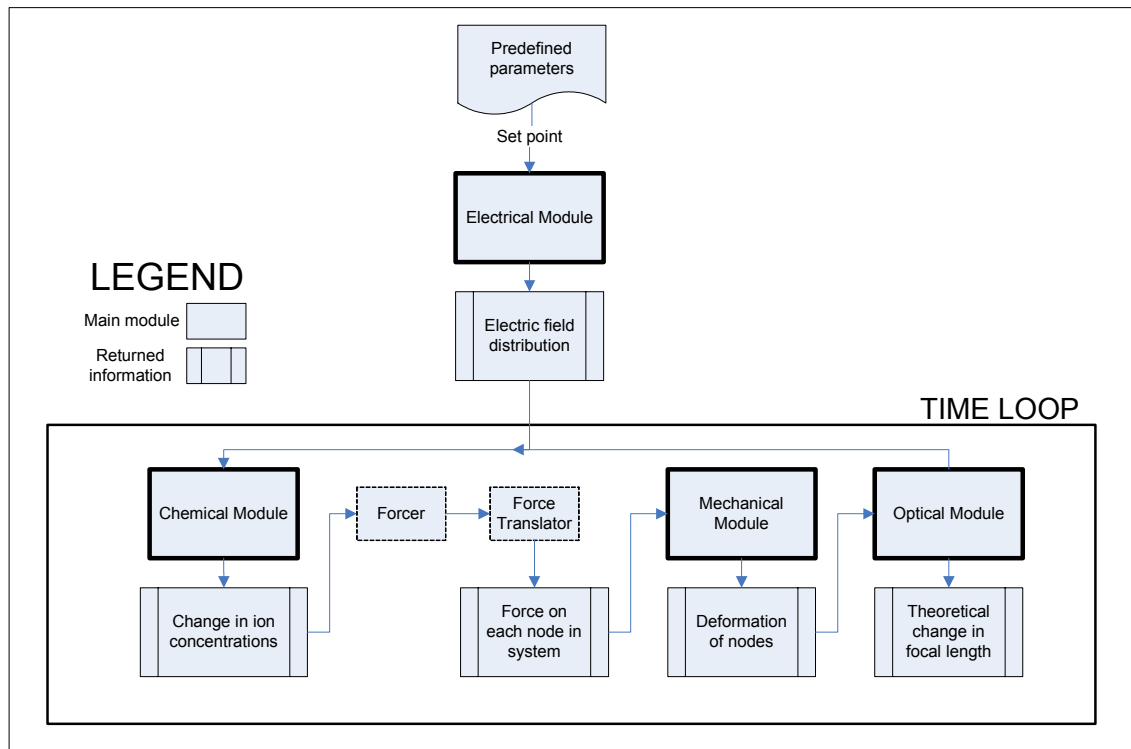 Predefined
parameters
Set point
Electrical Module
LEGEND
Main module
Returned
information
Electric field
distribution
TIME LOOP
Chemical Module
Forcer
Force
Translator
Mechanical
Module
Optical Module
Change in ion
concentrations
Force on
each node in
system
Deformation
of nodes
Theoretical
change in
focal length